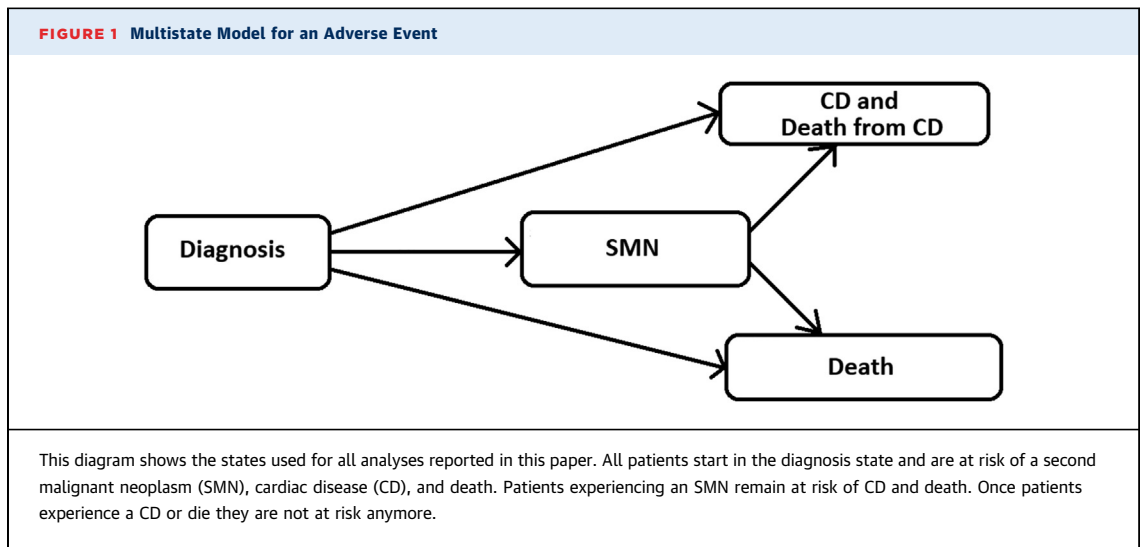 FIGURE 1 Multistate Model for an Adverse Event
CD and
Death from CD
Diagnosis
SMN
Death
This diagram shows the states used for all analyses reported in this paper. All patients start in the diagnosis state and are at risk of a second
malignant neoplasm (SMN), cardiac disease (CD), and death. Patients experiencing an SMN remain at risk of CD and death. Once patients
experience a CD or die they are not at risk anymore.